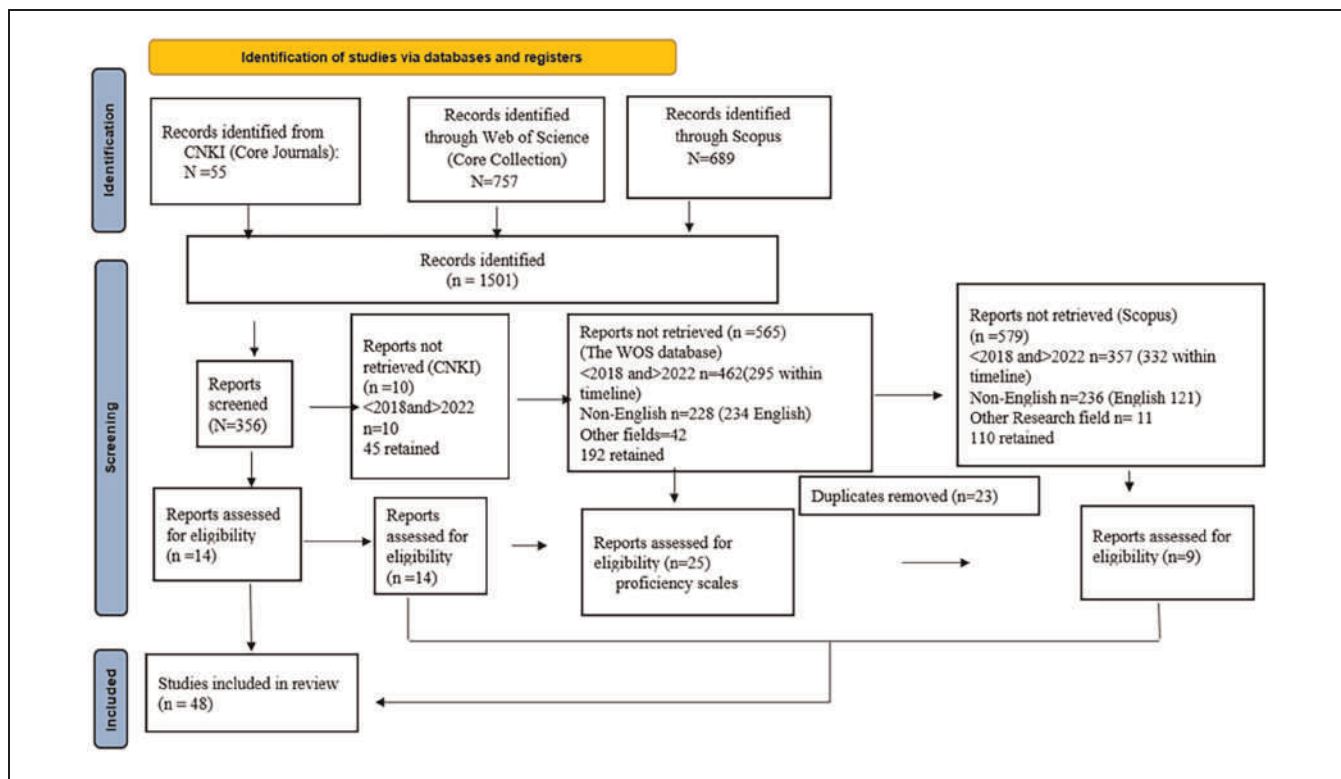 Identification of studies via databases and registers
Identification
Records identified from
CNKI (Core Journals):
N =55
Records identified
through Web of Science
(Core Collection)
N=757
Records identified
through Scopus
N=689
Screening
Records identified
(n = 1501)
Reports
screened
(N=356)
Reports not
retrieved (CNKI)
(n =10)
<2018and>2022
n=10
45 retained
Reports not retrieved (n =565)
(The WOS database)
<2018 and>2022 n=462(295 within
timeline)
Non-English n=228 (234 English)
Other fields=42
192 retained
Reports not retrieved (Scopus)
(n =579)
<2018 and>2022 n=357 (332 within
timeline)
Non-English n=236 (English 121)
Other Research field n= 11
110 retained
Duplicates removed (n=23)
Reports assessed
for eligibility
(n =14)
Reports
assessed for
eligibility
(n =14)
Reports assessed for
eligibility (n=25)
proficiency scales
Reports assessed for
eligibility (n=9)
Included
Studies included in review
(n = 48)